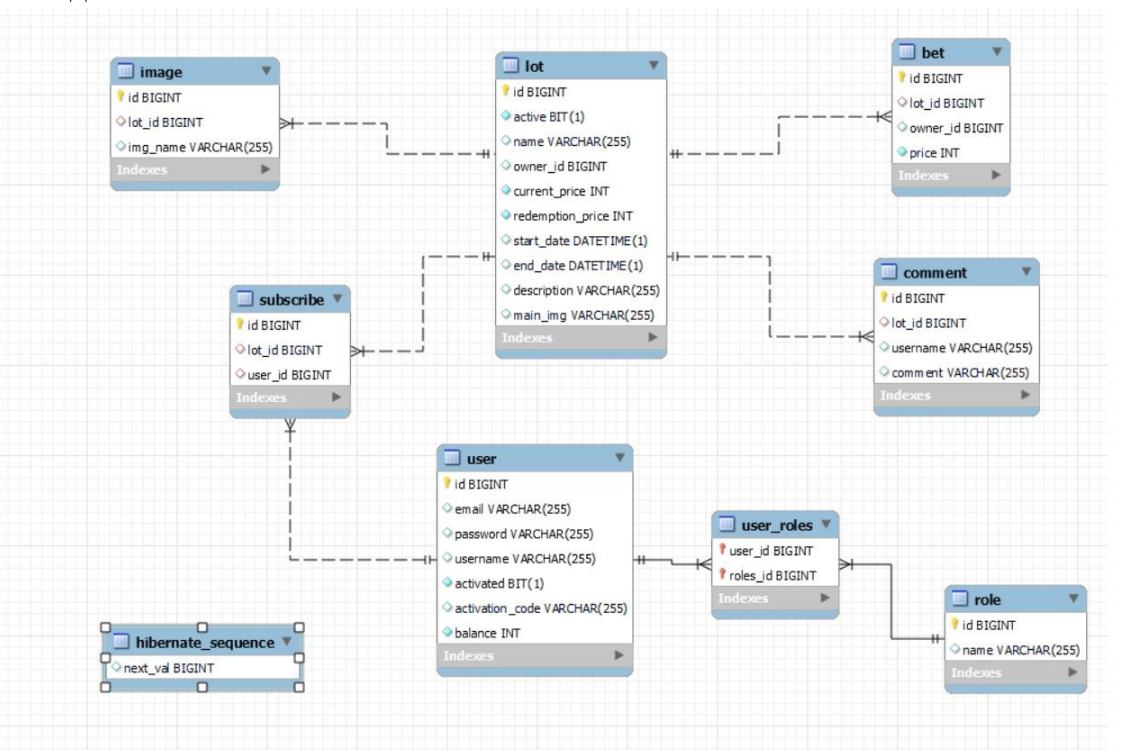 image
id BIGINT
lot_id BIGINT
img_name VARCHAR(255)
Indexes
lot
id BIGINT
active BIT(1)
name VARCHAR(255)
owner_id BIGINT
current_price INT
redemption_price INT
start_date DATETIME(1)
end_date DATETIME(1)
description VARCHAR(255)
main_img VARCHAR(255)
Indexes
bet
id BIGINT
lot_id BIGINT
owner_id BIGINT
price INT
Indexes
subscribe
id BIGINT
lot_id BIGINT
user_id BIGINT
Indexes
comment
id BIGINT
lot_id BIGINT
username VARCHAR(255)
comment VARCHAR(255)
Indexes
user
id BIGINT
email VARCHAR(255)
password VARCHAR(255)
username VARCHAR(255)
activated BIT(1)
activation_code VARCHAR(255)
balance INT
Indexes
user_roles
user_id BIGINT
roles_id BIGINT
Indexes
role
id BIGINT
name VARCHAR(255)
Indexes
hibernate_sequence
next_val BIGINT